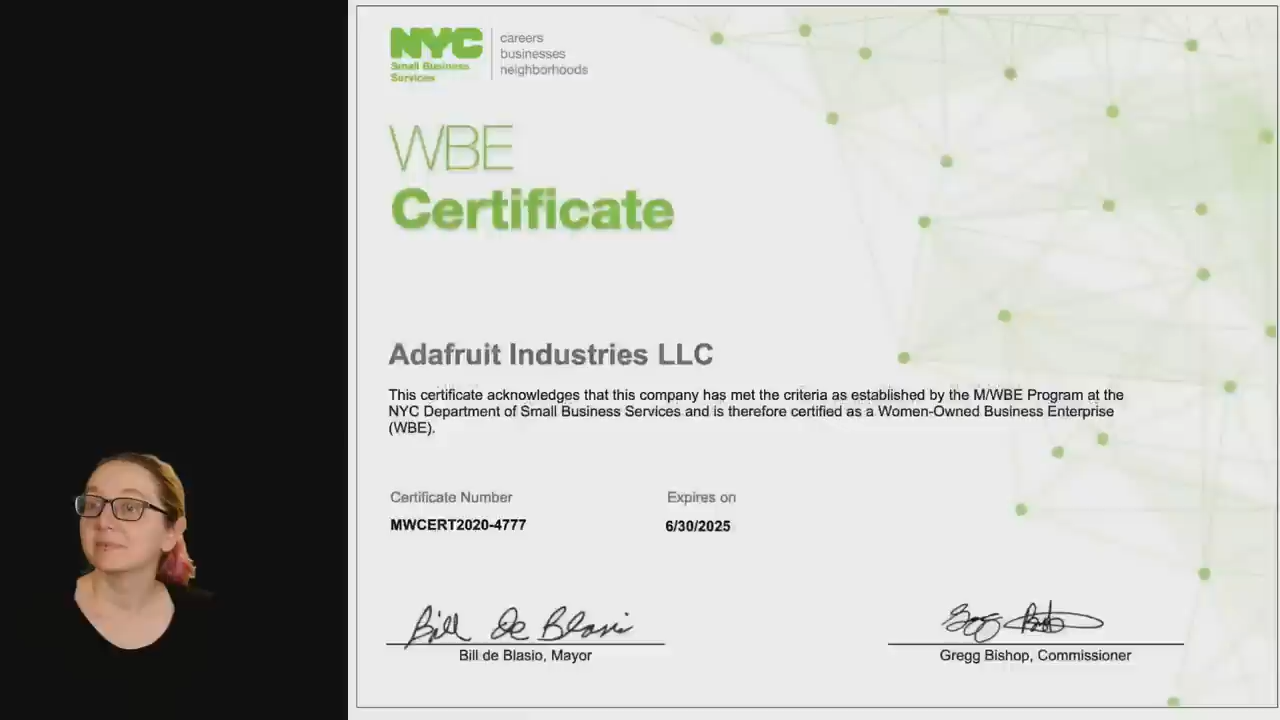 NYC
Small Business
Services
careers
businesses
neighborhoods
WBE
Certificate
Adafruit Industries LLC
This certificate acknowledges that this company has met the criteria as established by the M/WBE Program at the
NYC Department of Small Business Services and is therefore certified as a Women-Owned Business Enterprise
(WBE).
Certificate Number
Expires on
MWCERT2020-4777
6/30/2025
Bill de Blasio
Bill de Blasio, Mayor
Gregg Bishop, Commissioner